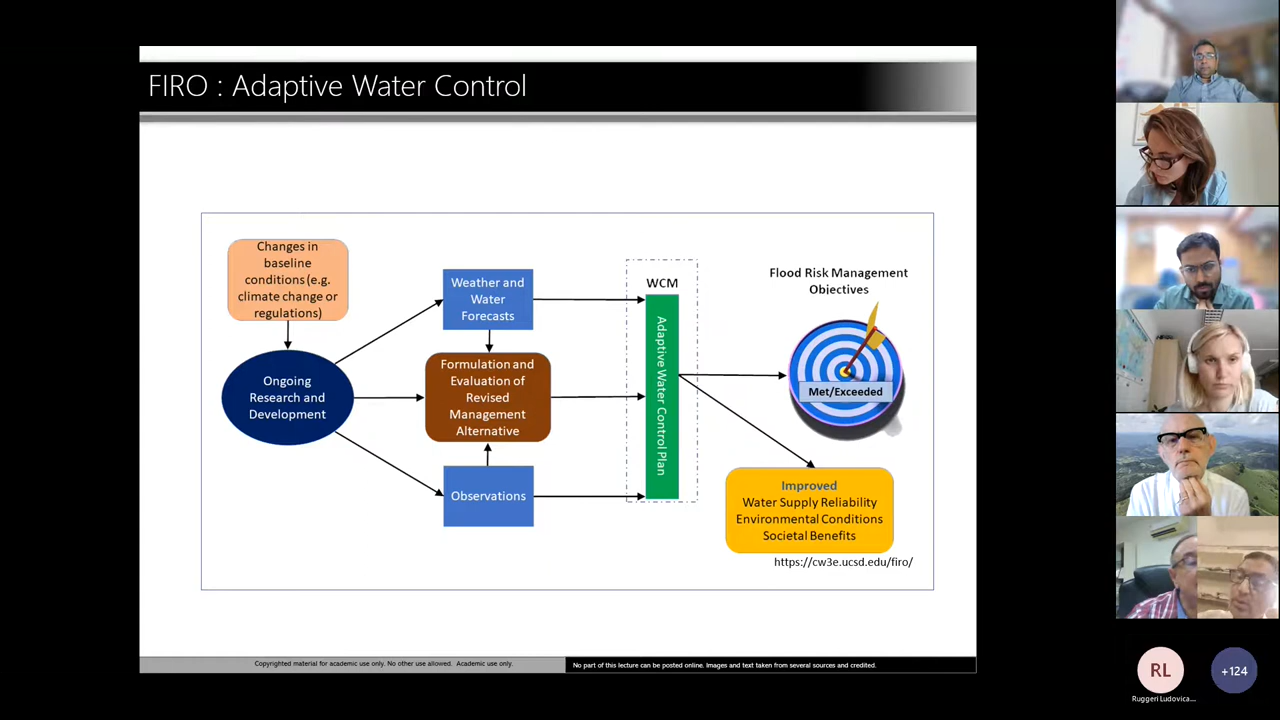 FIRO : Adaptive Water Control
Changes in
baseline
conditions (e.g.
climate change or
regulations)
Ongoing
Research and
Development
Weather and
Water
Forecasts
Formulation and
Evaluation of
Revised
Management
Alternative
Observations
WCM
Adaptive Water Control Plan
Flood Risk Management
Objectives
Met/Exceeded
Improved
Water Supply Reliability
Environmental Conditions
Societal Benefits
https://cw3e.ucsd.edu/firo/
Copyrighted material for academic use only. No other use allowed. Academic use only.
No part of this lecture can be posted online. Images and text taken from several sources and credited.
RL
Ruggeri Ludovica...
+124